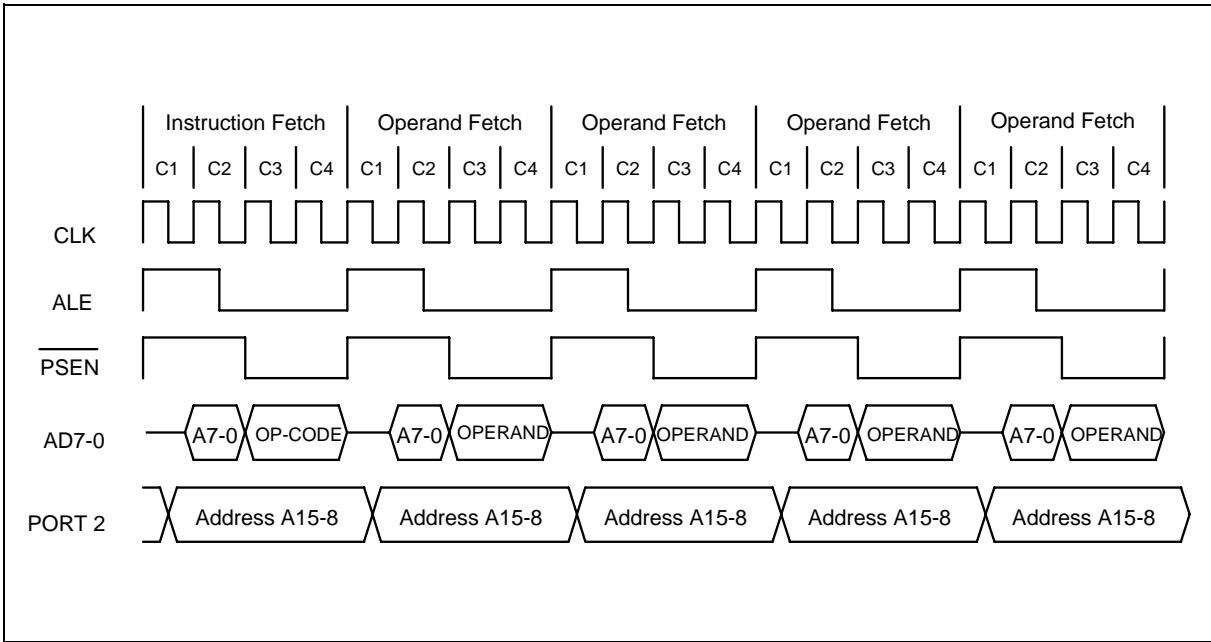 Instruction Fetch Operand Fetch Operand Fetch Operand Fetch Operand Fetch
C1 C2 C3 C4 C1 C2 C3 C4 C1 C2 C3 C4 C1 C2 C3 C4 C1 C2 C3 C4
CLK
ALE
PSEN
AD7-0 A7-0 OP-CODE A7-0 OPERAND A7-0 OPERAND A7-0 OPERAND A7-0 OPERAND
PORT 2 Address A15-8 Address A15-8 Address A15-8 Address A15-8 Address A15-8